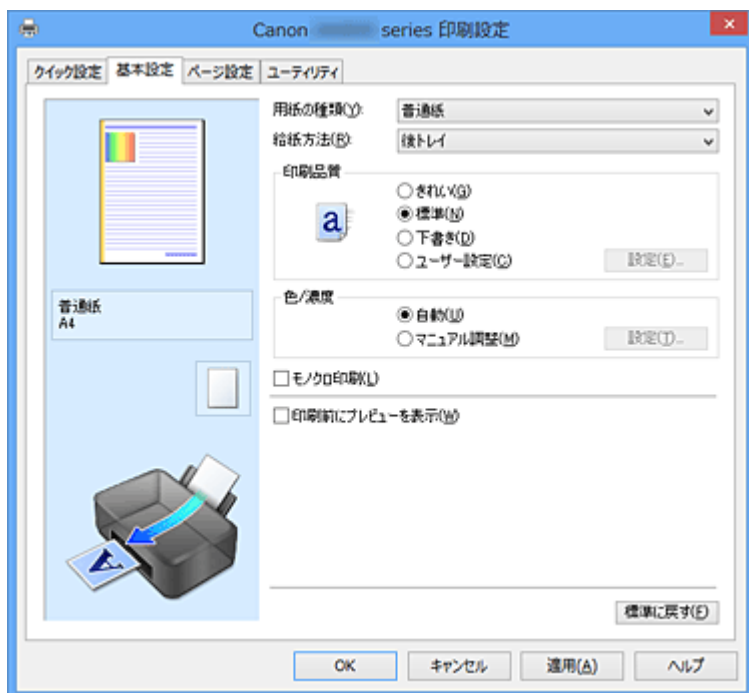 Canon series 印刷設定
クイック設定 基本設定 ページ設定 ユーティリティ
用紙の種類(Y): 普通紙
給紙方法(R): 後トレイ
印刷品質
きれい(G)
a 標準(N)
下書き(D)
ユーザー設定(C) 設定(E)...
普通紙
A4
色/濃度
自動(U)
マニュアル調整(M) 設定(T)...
モノクロ印刷(L)
印刷前にプレビューを表示(W)
A
標準に戻す(F)
OK キャンセル 適用(A) ヘルプ